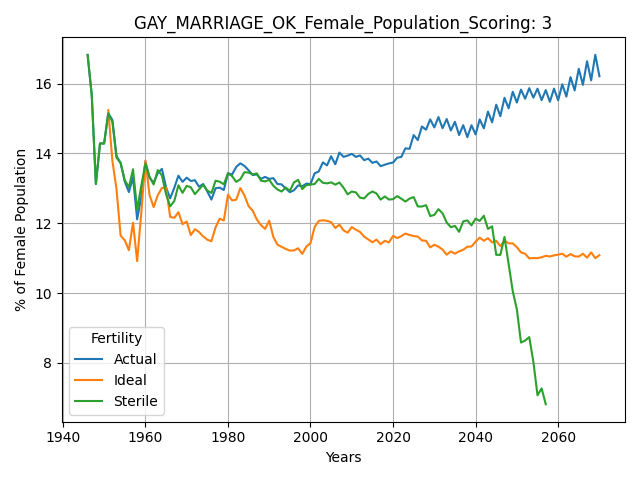 GAY_MARRIAGE_OK_Female_Population_Scoring: 3
% of Female Population
16
14
12
10
8
Fertility
Actual
Ideal
Sterile
1940 1960 1980 2000 2020 2040 2060
Years